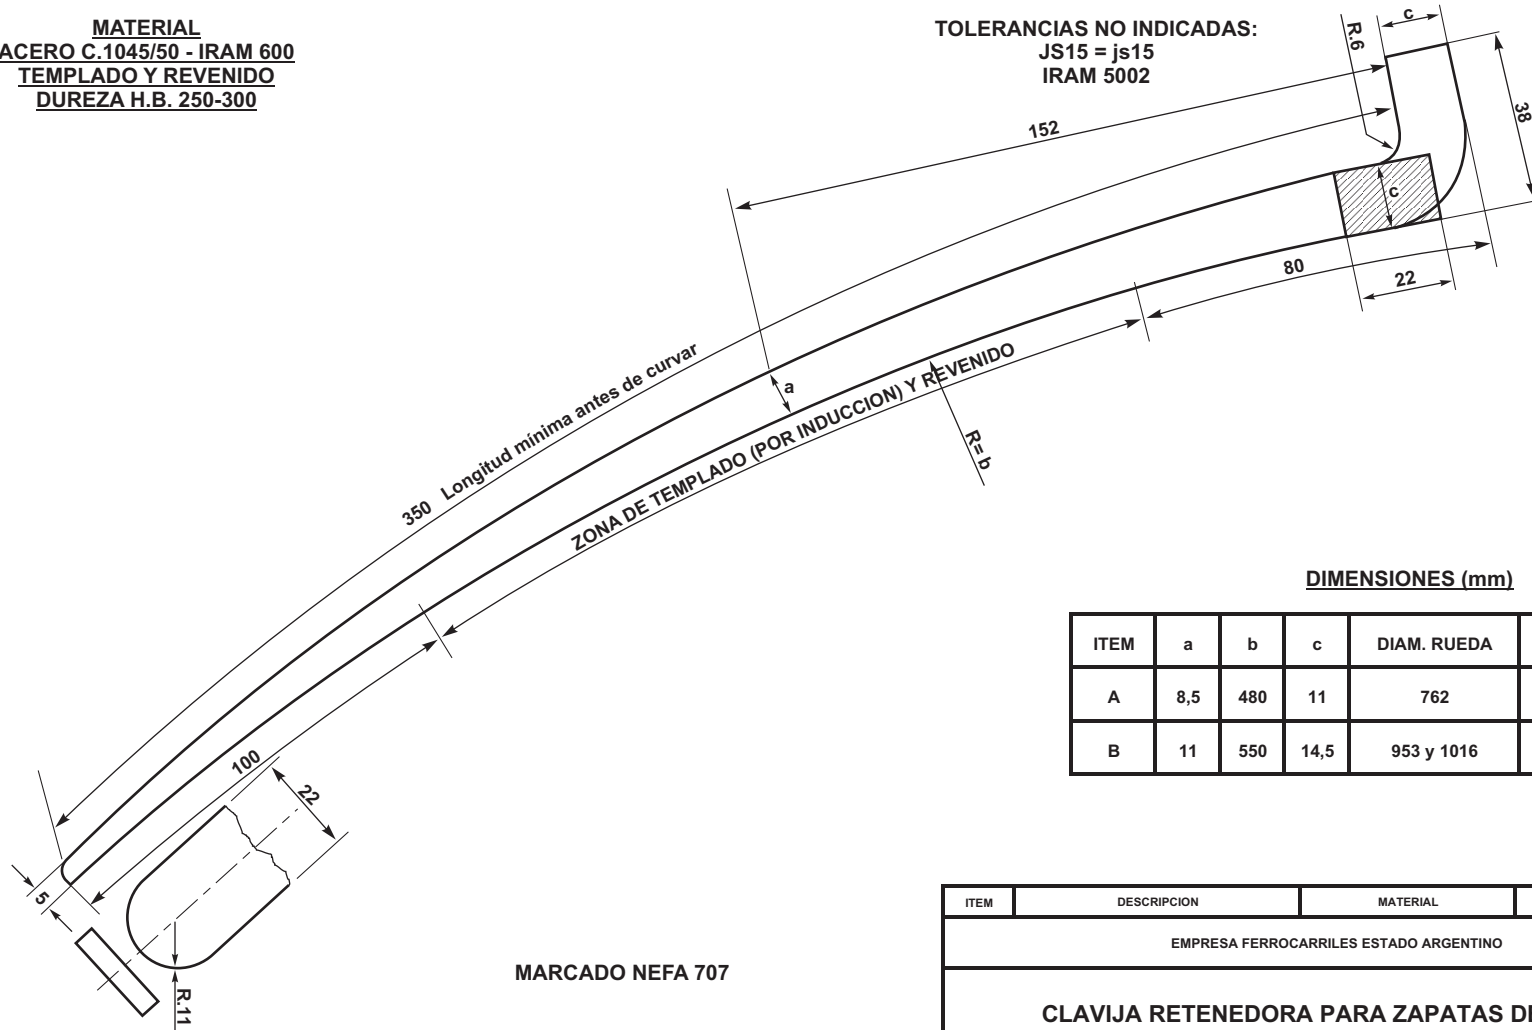 MATERIAL
ACERO C.1045/50 - IRAM 600
TEMPLADO Y REVENIDO
DUREZA H.B. 250-300
TOLERANCIAS NO INDICADAS:
JS15 = js15
IRAM 5002
c
R.6
38
152
c
80
22
350 Longitud mínima antes de curvar
a
ZONA DE TEMPLADO (POR INDUCCION) Y REVENIDO
R= b
100
22
5
R.11
DIMENSIONES (mm)
ITEM a b c DIAM. RUEDA
A 8,5 480 11 762
B 11 550 14,5 953 y 1016
MARCADO NEFA 707
ITEM DESCRIPCION MATERIAL
EMPRESA FERROCARRILES ESTADO ARGENTINO
CLAVIJA RETENEDORA PARA ZAPATAS